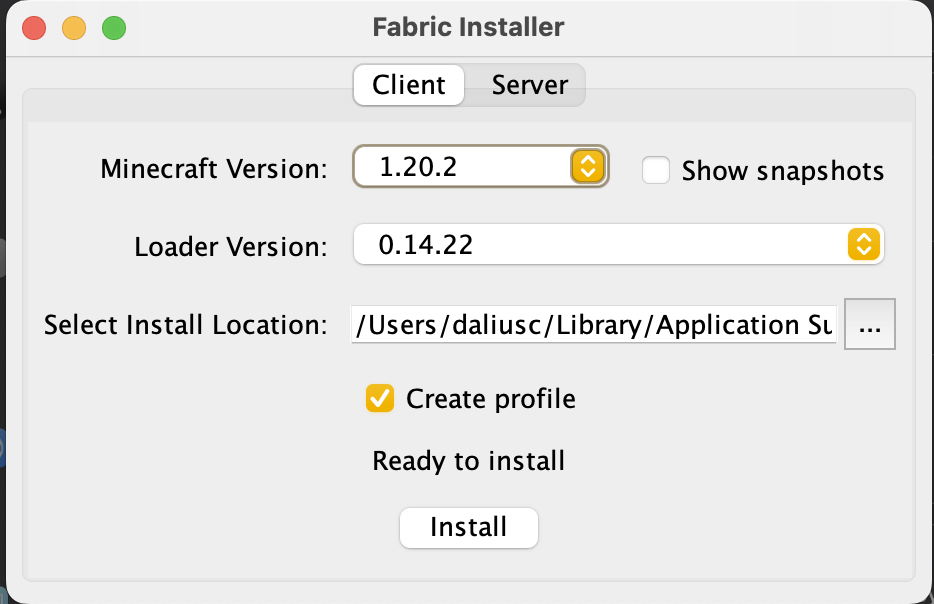 Fabric Installer
Client Server
Minecraft Version: 1.20.2 Show snapshots
Loader Version: 0.14.22
Select Install Location: /Users/daliusc/Library/Application Su ...
Create profile
Ready to install
Install